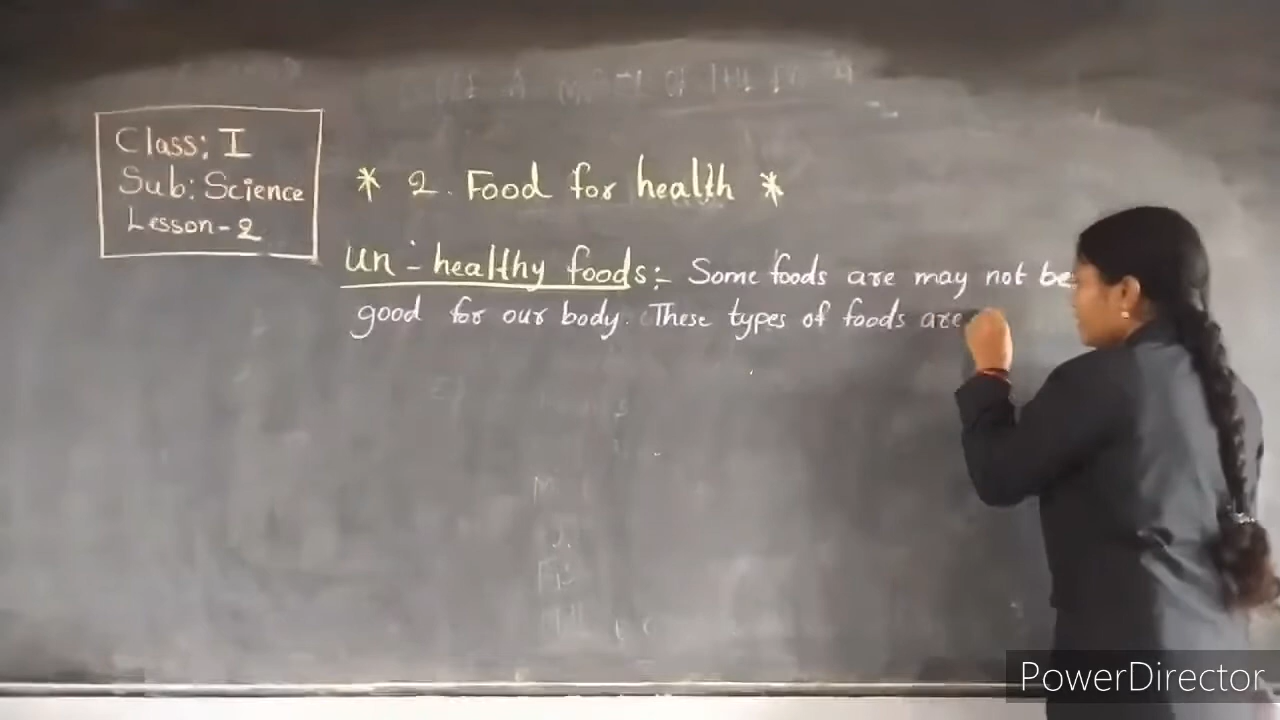 Class: I
Sub: Science
Lesson-2
* 2. Food for health *
Un-healthy foods:- Some foods are may not be
good for our body. These types of foods are
PowerDirector